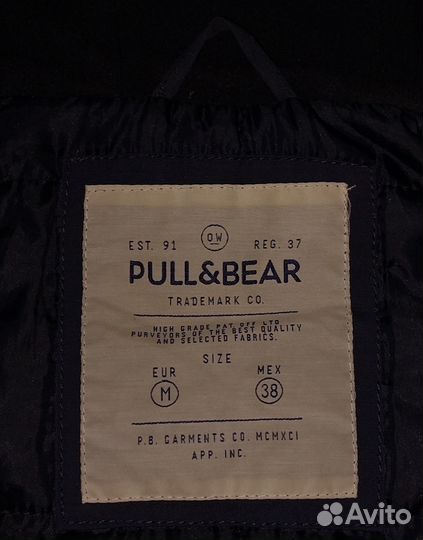 EST. 91 OW REG. 37
PULL&BEAR
TRADEMARK CO.
HIGH GRADE PAT. OFF LTD
PURVEYORS OF THE BEST QUALITY
AND SELECTED FABRICS.
SIZE
EUR MEX
M 38
P.B. GARMENTS CO. MCMXCI
APP. INC.
Avito